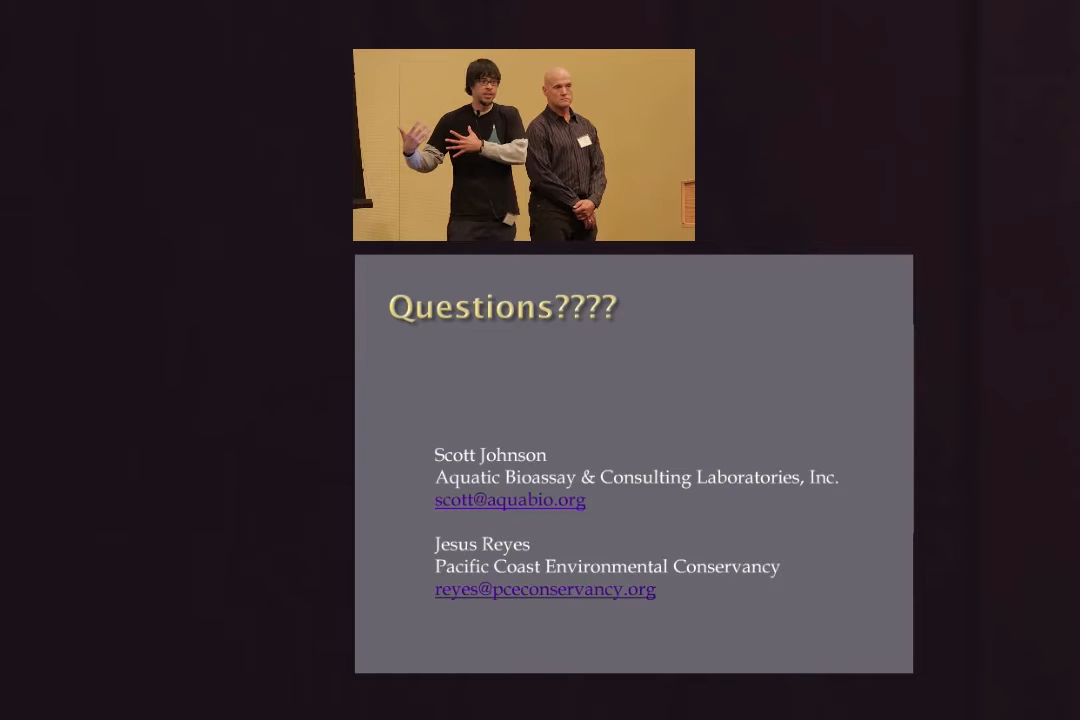 Questions????
Scott Johnson
Aquatic Bioassay & Consulting Laboratories, Inc.
scott@aquabio.org
Jesus Reyes
Pacific Coast Environmental Conservancy
reyes@pceconservancy.org